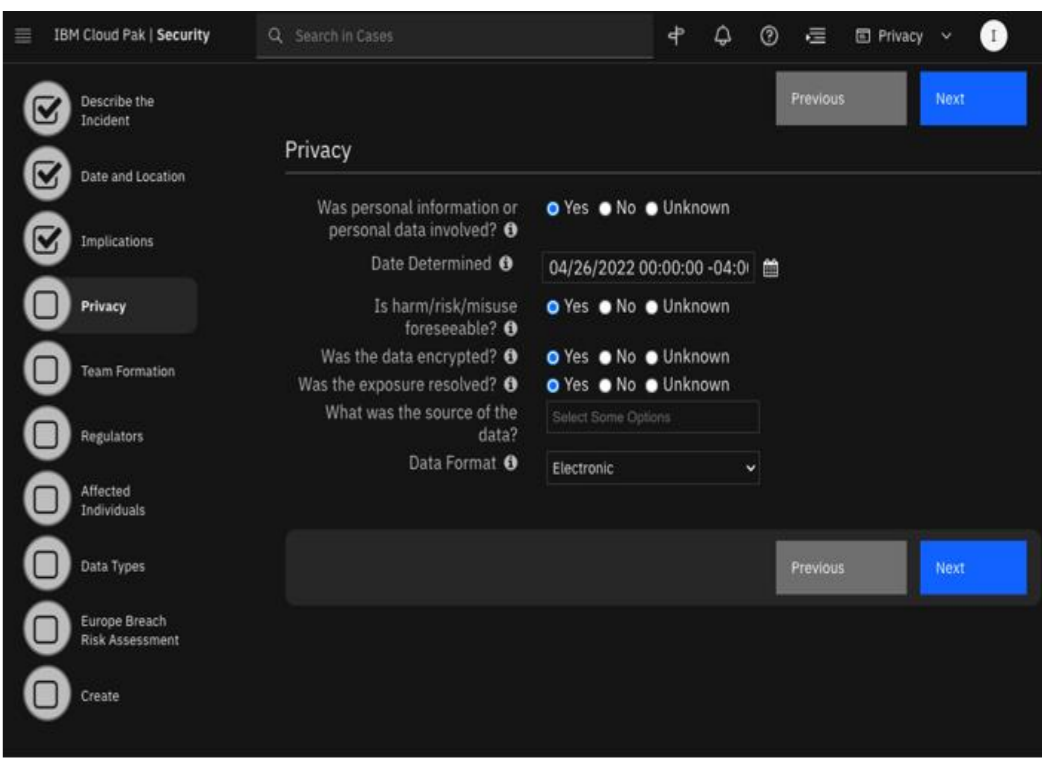 IBM Cloud Pak | Security
Search in Cases
Privacy
I
Describe the
Incident
Date and Location
Implications
Privacy
Team Formation
Regulators
Affected
Individuals
Data Types
Europe Breach
Risk Assessment
Create
Previous
Next
Privacy
Was personal information or
personal data involved?
Yes No Unknown
Date Determined
04/26/2022 00:00:00 -04:0
Is harm/risk/misuse
foreseeable?
Yes No Unknown
Was the data encrypted?
Yes No Unknown
Was the exposure resolved?
Yes No Unknown
What was the source of the
data?
Select Some Options
Data Format
Electronic
Previous
Next